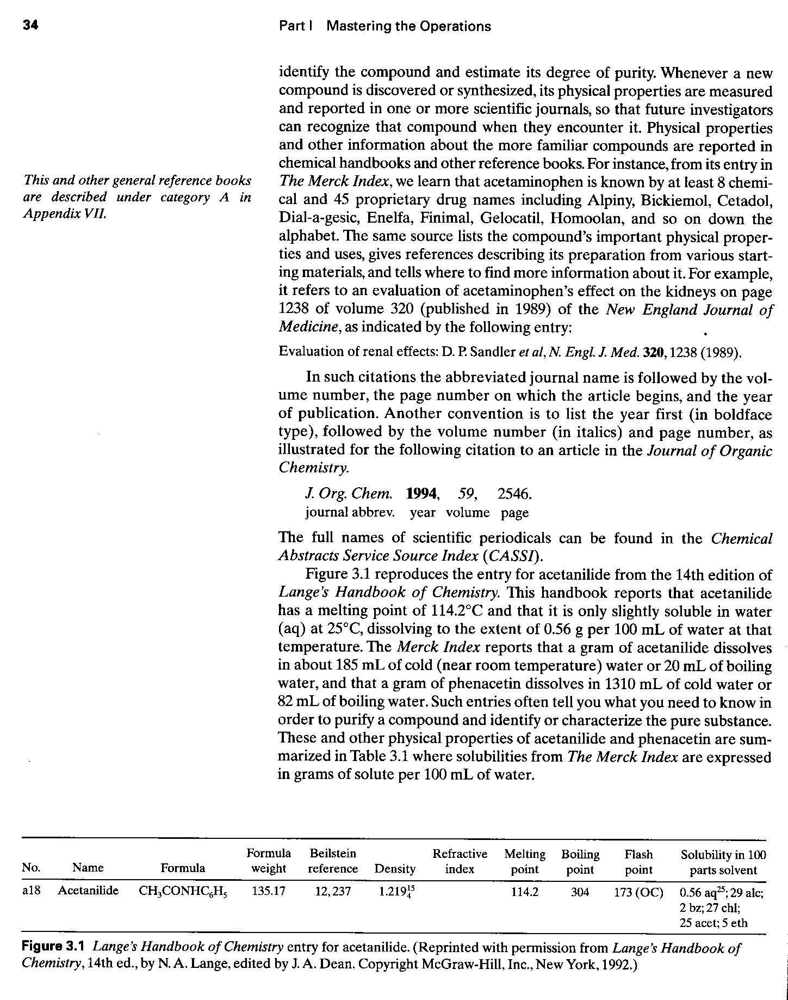 34
Part I Mastering the Operations
identify the compound and estimate its degree of purity. Whenever a new
compound is discovered or synthesized, its physical properties are measured
and reported in one or more scientific journals, so that future investigators
can recognize that compound when they encounter it. Physical properties
and other information about the more familiar compounds are reported in
chemical handbooks and other reference books. For instance, from its entry in
The Merck Index, we learn that acetaminophen is known by at least 8 chemi-
cal and 45 proprietary drug names including Alpiny, Bickiemol, Cetadol,
Dial-a-gesic, Enelfa, Finimal, Gelocatil, Homoolan, and so on down the
alphabet. The same source lists the compound's important physical proper-
ties and uses, gives references describing its preparation from various start-
ing materials, and tells where to find more information about it. For example,
it refers to an evaluation of acetaminophen's effect on the kidneys on page
1238 of volume 320 (published in 1989) of the New England Journal of
Medicine, as indicated by the following entry:
This and other general reference books
are described under category A in
Appendix VII.
Evaluation of renal effects: D. P. Sandler et al, N. Engl. J. Med. 320, 1238 (1989).
In such citations the abbreviated journal name is followed by the vol-
ume number, the page number on which the article begins, and the year
of publication. Another convention is to list the year first (in boldface
type), followed by the volume number (in italics) and page number, as
illustrated for the following citation to an article in the Journal of Organic
Chemistry.
J. Org. Chem. 1994, 59, 2546.
journal abbrev. year volume page
The full names of scientific periodicals can be found in the Chemical
Abstracts Service Source Index (CASSI).
Figure 3.1 reproduces the entry for acetanilide from the 14th edition of
Lange's Handbook of Chemistry. This handbook reports that acetanilide
has a melting point of 114.2°C and that it is only slightly soluble in water
(aq) at 25°C, dissolving to the extent of 0.56 g per 100 mL of water at that
temperature. The Merck Index reports that a gram of acetanilide dissolves
in about 185 mL of cold (near room temperature) water or 20 mL of boiling
water, and that a gram of phenacetin dissolves in 1310 mL of cold water or
82 mL of boiling water. Such entries often tell you what you need to know in
order to purify a compound and identify or characterize the pure substance.
These and other physical properties of acetanilide and phenacetin are sum-
marized in Table 3.1 where solubilities from The Merck Index are expressed
in grams of solute per 100 mL of water.
Formula Beilstein Refractive Melting Boiling Flash Solubility in 100
No. Name Formula weight reference Density index point point point parts solvent
a18 Acetanilide CH₃CONHC₆H₅ 135.17 12,237 1.219¹⁵₄ 114.2 304 173 (OC) 0.56 aq²⁵; 29 alc;
2 bz; 27 chl;
25 acet; 5 eth
Figure 3.1 Lange's Handbook of Chemistry entry for acetanilide. (Reprinted with permission from Lange's Handbook of
Chemistry, 14th ed., by N. A. Lange, edited by J. A. Dean. Copyright McGraw-Hill, Inc., New York, 1992.)